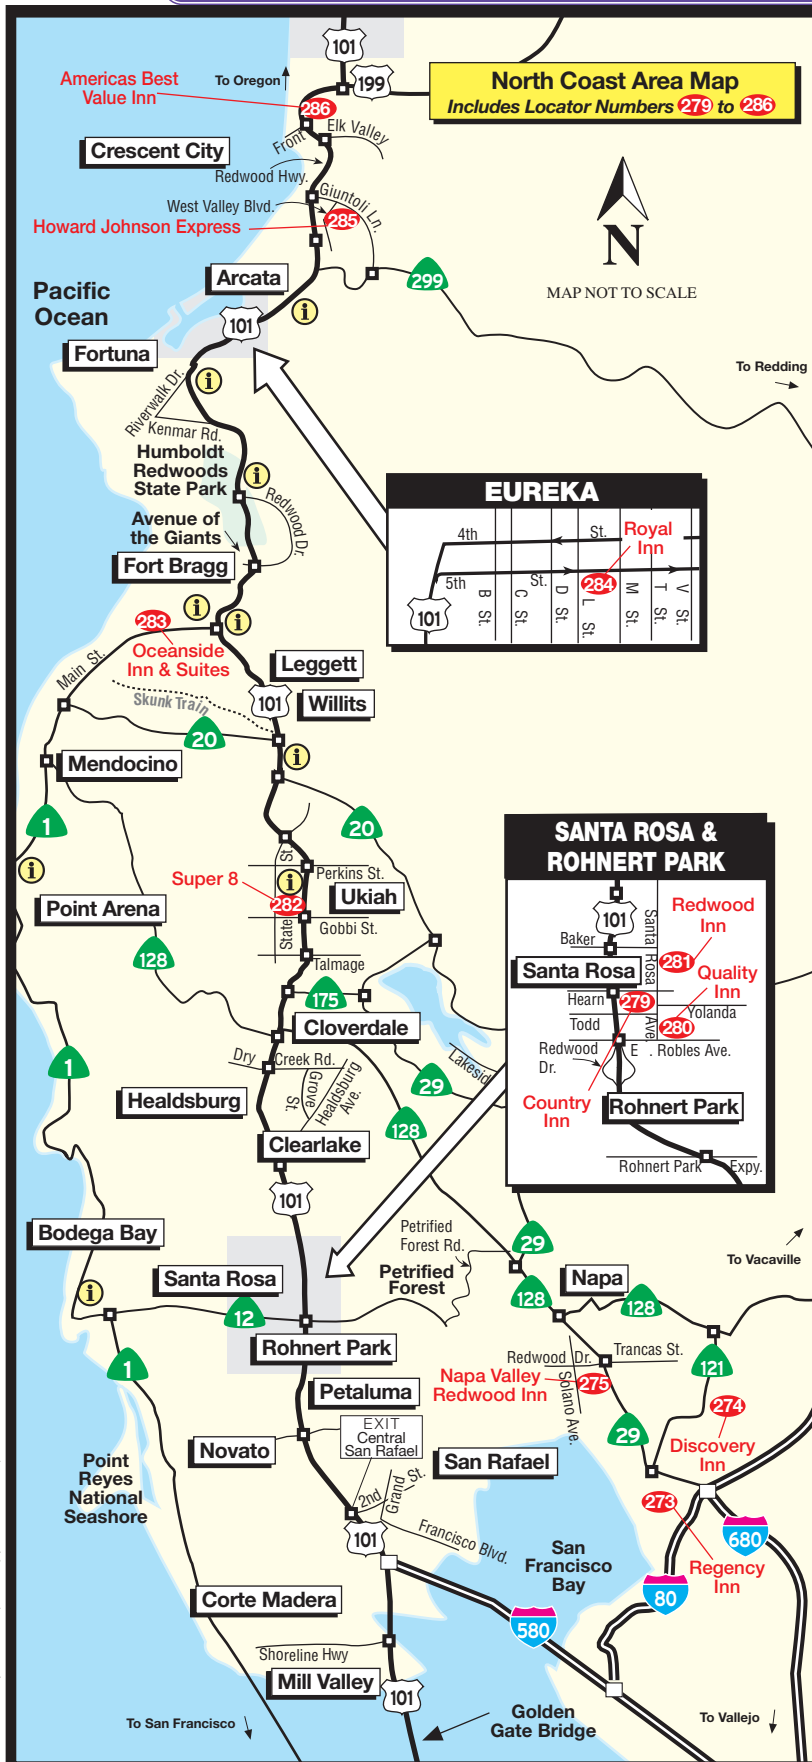 101
199
To Oregon
Americas Best
Value Inn
286
North Coast Area Map
Includes Locator Numbers 279 to 286
Crescent City
Front
Elk Valley
Redwood Hwy.
Giuntoli Ln.
West Valley Blvd.
285
Howard Johnson Express
N
MAP NOT TO SCALE
Arcata
299
i
Pacific
Ocean
101
Fortuna
To Redding
i
Riverwalk Dr.
Kenmar Rd.
Humboldt
Redwoods
State Park
i
Redwood Dr.
Avenue of
the Giants
Fort Bragg
EUREKA
4th St.
Royal
Inn
5th St.
284
101
B St.
C St.
D St.
L St.
M St.
T St.
V St.
283
i
i
Oceanside
Inn & Suites
Main St.
Leggett
Skunk Train
101
Willits
20
Mendocino
i
1
20
i
State St.
Perkins St.
Super 8
i
282
Ukiah
Point Arena
Gobbi St.
128
Talmage
175
Cloverdale
SANTA ROSA &
ROHNERT PARK
101
Santa Rosa Ave.
Redwood
Inn
Baker
281
Santa Rosa
Quality
Inn
Hearn
279
Yolanda
Todd
280
E . Robles Ave.
Redwood
Dr.
Country
Inn
Rohnert Park
Rohnert Park Expy.
1
Dry Creek Rd.
Lakeside
29
Grove St.
Healdsburg Ave.
Healdsburg
128
Clearlake
101
Bodega Bay
Petrified
Forest Rd.
29
To Vacaville
Santa Rosa
Petrified
Forest
Napa
i
12
128
128
Rohnert Park
1
Redwood Dr.
Trancas St.
121
Napa Valley
Redwood Inn
275
Solano Ave.
Petaluma
274
EXIT
Central
San Rafael
29
Discovery
Inn
Novato
San Rafael
Point
Reyes
National
Seashore
2nd
Grand St.
273
Francisco Blvd.
101
680
San
Francisco
Bay
Regency
Inn
80
Corte Madera
580
Shoreline Hwy
Mill Valley
101
Golden
Gate Bridge
To San Francisco
To Vallejo